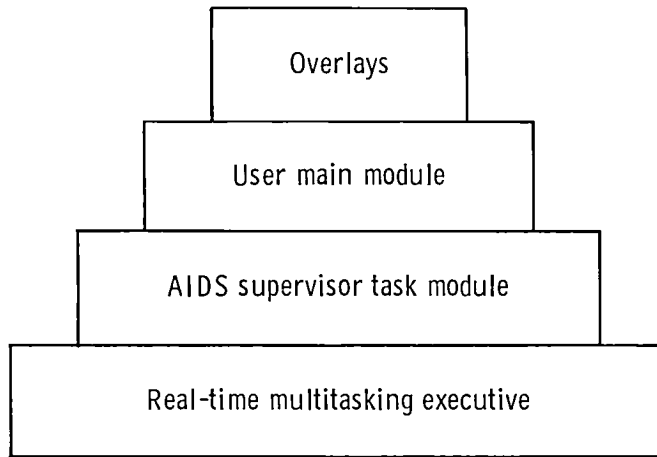 Overlays
User main module
AIDS supervisor task module
Real-time multitasking executive